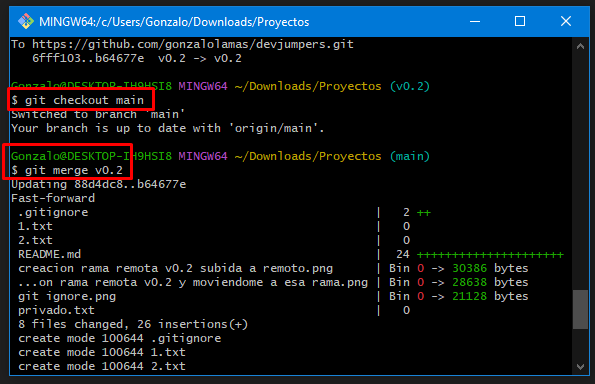 MINGW64:/c/Users/Gonzalo/Downloads/Proyectos
To https://github.com/gonzalolamas/devjumpers.git
6fff103..b64677e v0.2 -> v0.2
Gonzalo@DESKTOP-IH9HSI8 MINGW64 ~/Downloads/Proyectos (v0.2)
$ git checkout main
Switched to branch 'main'
Your branch is up to date with 'origin/main'.
Gonzalo@DESKTOP-IH9HSI8 MINGW64 ~/Downloads/Proyectos (main)
$ git merge v0.2
Updating 88d4dc8..b64677e
Fast-forward
.gitignore | 2 ++
1.txt | 0
2.txt | 0
README.md | 24 +++++++++++++++++++++
creacion rama remota v0.2 subida a remoto.png | Bin 0 -> 30386 bytes
...on rama remota v0.2 y moviendome a esa rama.png | Bin 0 -> 28638 bytes
git ignore.png | Bin 0 -> 21128 bytes
privado.txt | 0
8 files changed, 26 insertions(+)
create mode 100644 .gitignore
create mode 100644 1.txt
create mode 100644 2.txt